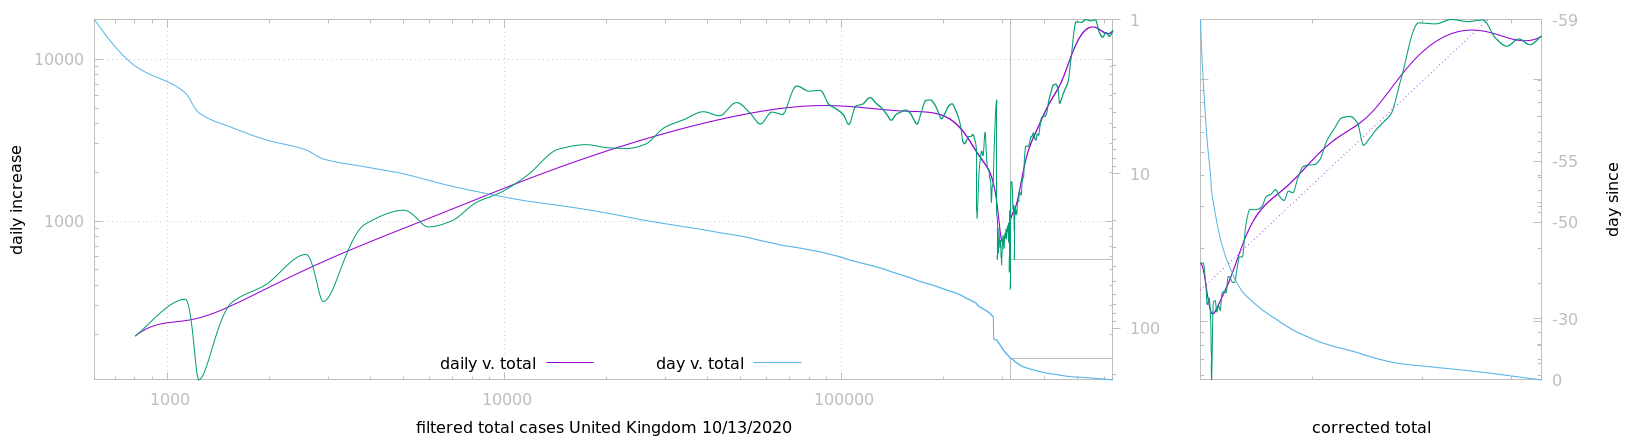 daily increase
10000
1000
1
10
100
daily v. total
day v. total
1000
10000
100000
filtered total cases United Kingdom 10/13/2020
-59
-55
-50
-30
0
day since
corrected total